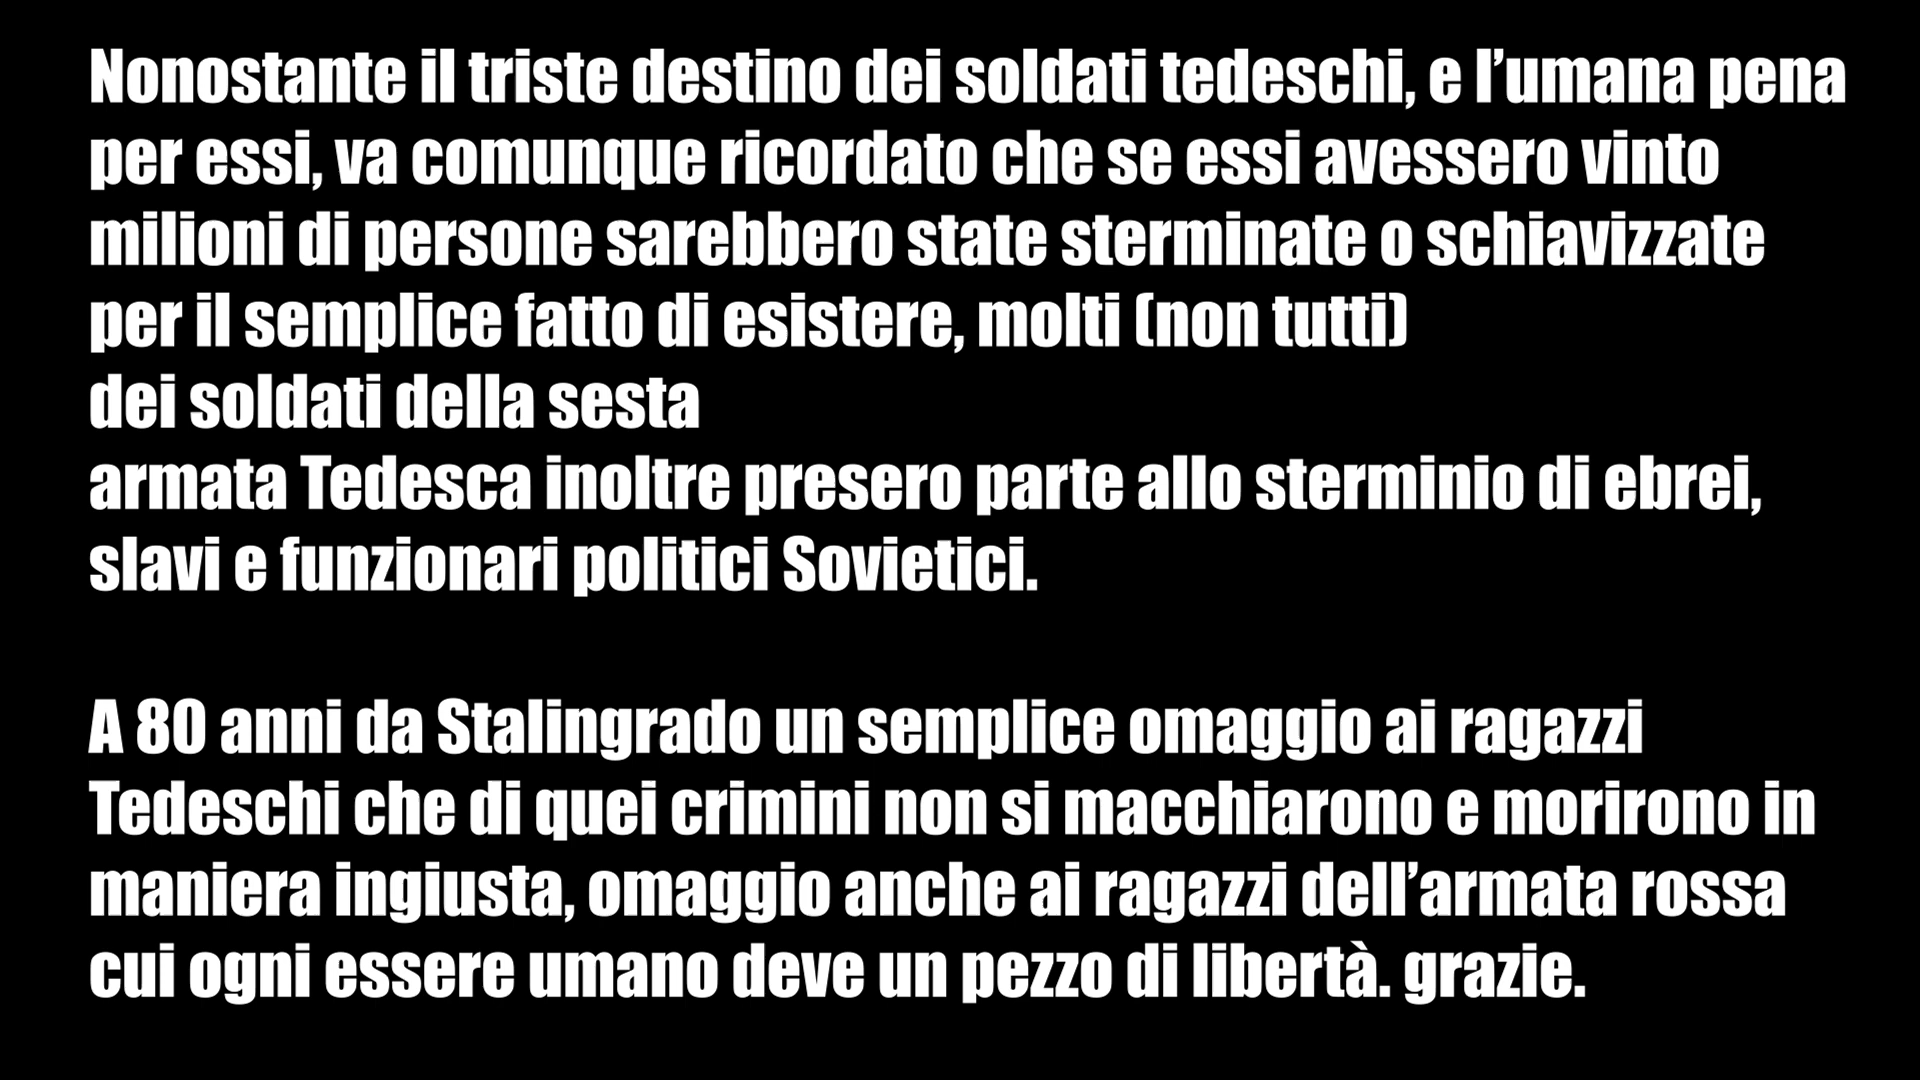 Nonostante il triste destino dei soldati tedeschi, e l’umana pena
per essi, va comunque ricordato che se essi avessero vinto
milioni di persone sarebbero state sterminate o schiavizzate
per il semplice fatto di esistere, molti (non tutti)
dei soldati della sesta
armata Tedesca inoltre presero parte allo sterminio di ebrei,
slavi e funzionari politici Sovietici.
A 80 anni da Stalingrado un semplice omaggio ai ragazzi
Tedeschi che di quei crimini non si macchiarono e morirono in
maniera ingiusta, omaggio anche ai ragazzi dell’armata rossa
cui ogni essere umano deve un pezzo di libertà. grazie.